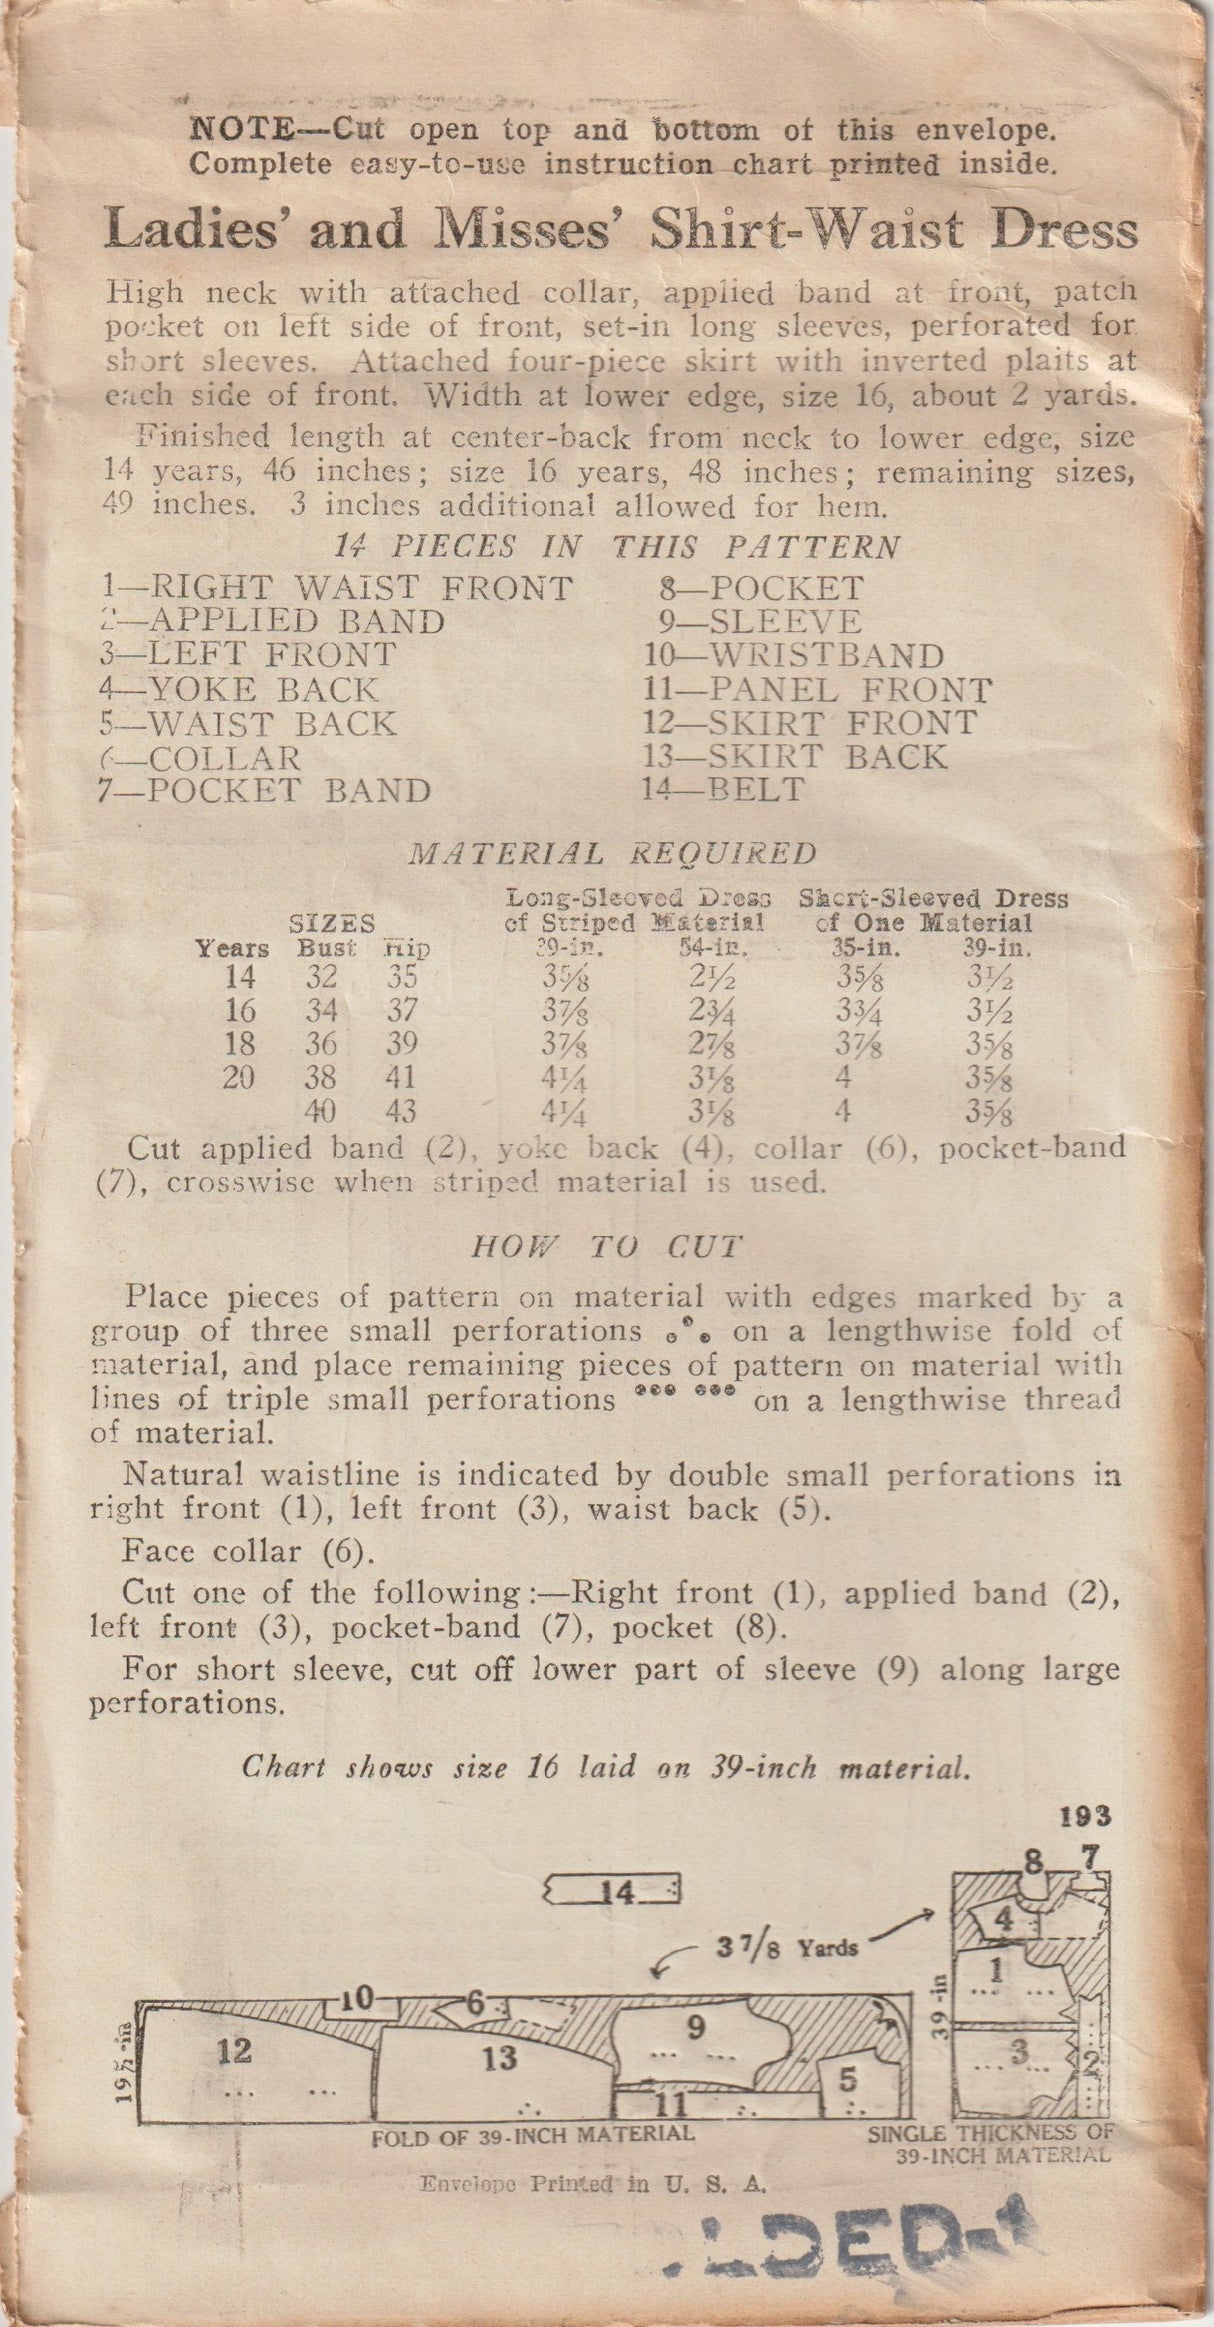 NOTE—Cut open top and bottom of this envelope.
Complete easy-to-use instruction chart printed inside.
Ladies' and Misses' Shirt-Waist Dress
High neck with attached collar, applied band at front, patch
pocket on left side of front, set-in long sleeves, perforated for
short sleeves. Attached four-piece skirt with inverted plaits at
each side of front. Width at lower edge, size 16, about 2 yards.
Finished length at center-back from neck to lower edge, size
14 years, 46 inches; size 16 years, 48 inches; remaining sizes,
49 inches. 3 inches additional allowed for hem.
14 PIECES IN THIS PATTERN
1—RIGHT WAIST FRONT
2—APPLIED BAND
3—LEFT FRONT
4—YOKE BACK
5—WAIST BACK
6—COLLAR
7—POCKET BAND
8—POCKET
9—SLEEVE
10—WRISTBAND
11—PANEL FRONT
12—SKIRT FRONT
13—SKIRT BACK
14—BELT
MATERIAL REQUIRED
Long-Sleeved Dress Short-Sleeved Dress
SIZES of Striped Material of One Material
Years Bust Hip 39-in. 54-in. 35-in. 39-in.
14 32 35 3⅝ 2½ 3⅝ 3½
16 34 37 3⅞ 2¾ 3¾ 3½
18 36 39 3⅞ 2⅞ 3⅞ 3⅝
20 38 41 4¼ 3⅛ 4 3⅝
40 43 4¼ 3⅛ 4 3⅝
Cut applied band (2), yoke back (4), collar (6), pocket-band
(7), crosswise when striped material is used.
HOW TO CUT
Place pieces of pattern on material with edges marked by a
group of three small perforations on a lengthwise fold of
material, and place remaining pieces of pattern on material with
lines of triple small perforations on a lengthwise thread
of material.
Natural waistline is indicated by double small perforations in
right front (1), left front (3), waist back (5).
Face collar (6).
Cut one of the following:—Right front (1), applied band (2),
left front (3), pocket-band (7), pocket (8).
For short sleeve, cut off lower part of sleeve (9) along large
perforations.
Chart shows size 16 laid on 39-inch material.
193
8 7
14
4
3 7/8 Yards
1
39-in
10 6
9
12
13
3
2
5
11
19½-in
FOLD OF 39-INCH MATERIAL
SINGLE THICKNESS OF
39-INCH MATERIAL
Envelope Printed in U. S. A.